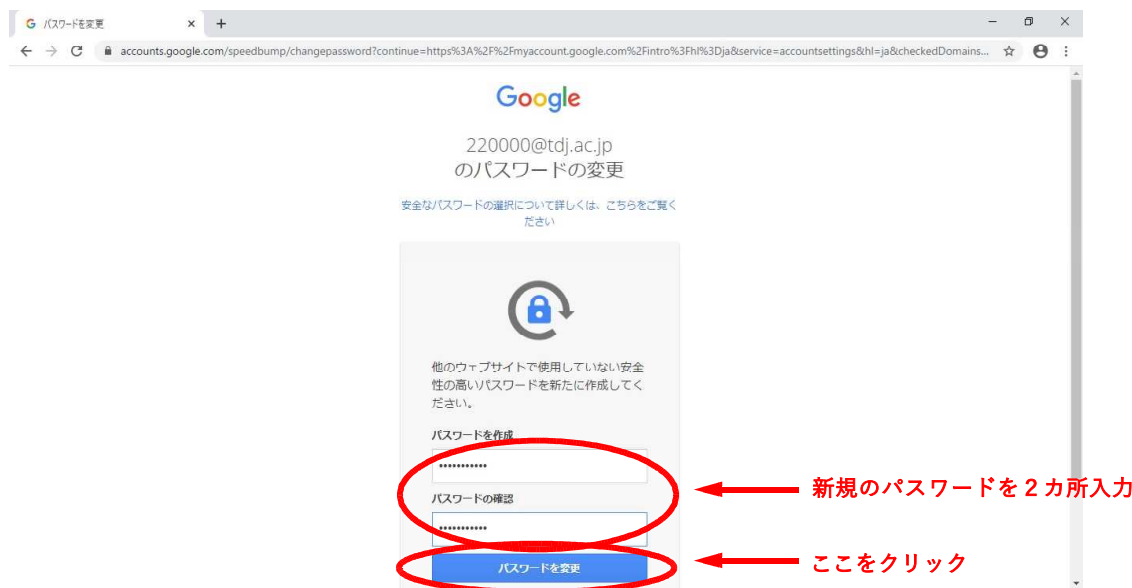 パスワードを変更
accounts.google.com/speedbump/changepassword?continue=https%3A%2F%2Fmyaccount.google.com%2Fintro%3Fhl%3Dja&service=accountsettings&hl=ja&checkedDomains...
Google
220000@tdj.ac.jp
のパスワードの変更
安全なパスワードの選択について詳しくは、こちらをご覧く
ださい
他のウェブサイトで使用していない安全
性の高いパスワードを新たに作成してく
ださい。
パスワードを作成
•••••••••••
パスワードの確認
•••••••••••
新規のパスワードを２カ所入力
パスワードを変更
ここをクリック